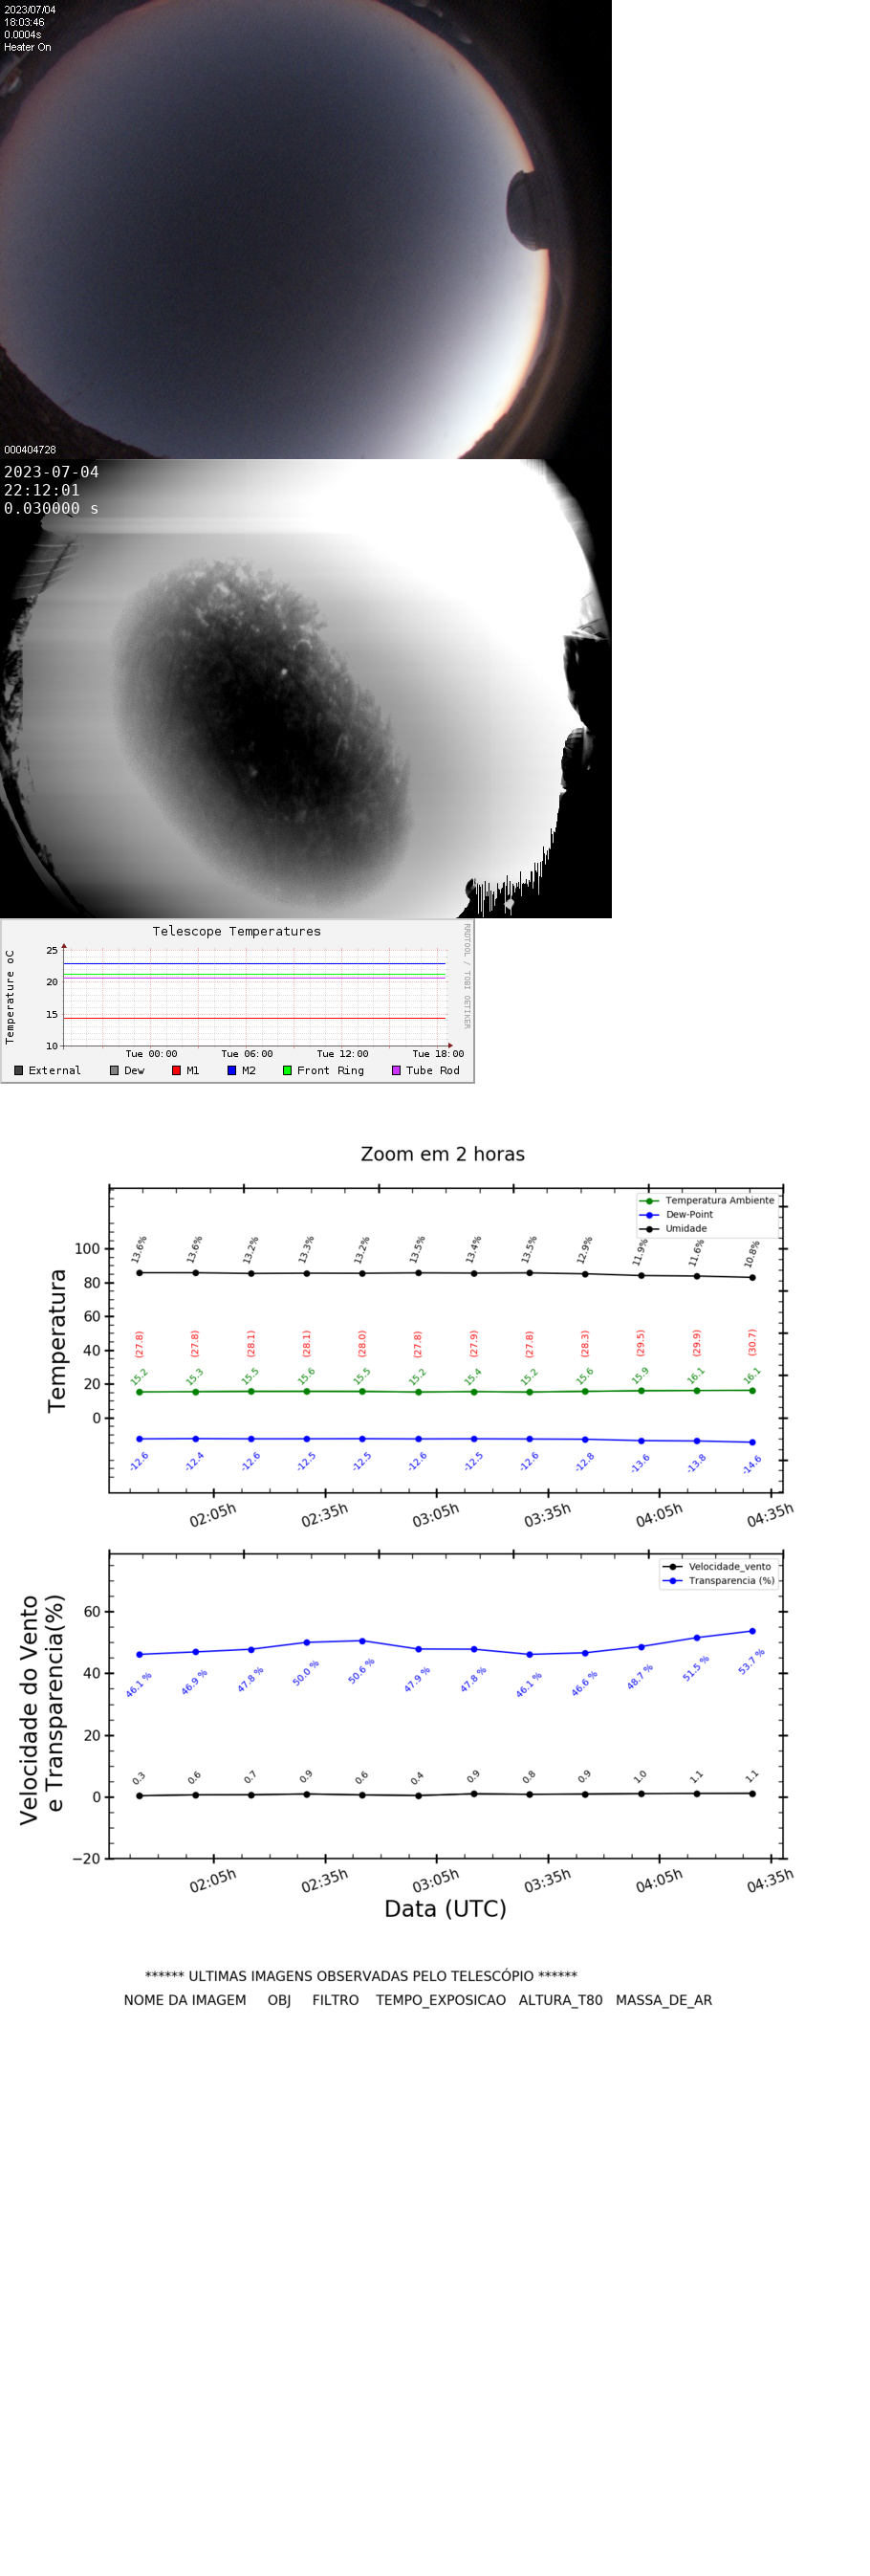 2023/07/04
18:03:46
0.0004s
Heater On
000404728
2023-07-04
22:12:01
0.030000 s
Telescope Temperatures
RRDTOOL / TOBI OETIKER
Temperature oC
25
20
15
10
Tue 00:00 Tue 06:00 Tue 12:00 Tue 18:00
External Dew M1 M2 Front Ring Tube Rod
Zoom em 2 horas
Temperatura Ambiente
Dew-Point
Umidade
Temperatura
100
80
60
40
20
0
13.6% 13.6% 13.2% 13.3% 13.2% 13.5% 13.4% 13.5% 12.9% 11.9% 11.6% 10.8%
(27.8) (27.8) (28.1) (28.1) (28.0) (27.8) (27.9) (27.8) (28.3) (29.5) (29.9) (30.7)
15.2 15.3 15.5 15.6 15.5 15.2 15.4 15.2 15.6 15.9 16.1 16.1
-12.6 -12.4 -12.6 -12.5 -12.5 -12.6 -12.5 -12.6 -12.8 -13.6 -13.8 -14.6
02:05h 02:35h 03:05h 03:35h 04:05h 04:35h
Velocidade_vento
Transparencia (%)
Velocidade do Vento
e Transparencia(%)
60
40
20
0
−20
46.1 % 46.9 % 47.8 % 50.0 % 50.6 % 47.9 % 47.8 % 46.1 % 46.6 % 48.7 % 51.5 % 53.7 %
0.3 0.6 0.7 0.9 0.6 0.4 0.9 0.8 0.9 1.0 1.1 1.1
02:05h 02:35h 03:05h 03:35h 04:05h 04:35h
Data (UTC)
****** ULTIMAS IMAGENS OBSERVADAS PELO TELESCÓPIO ******
NOME DA IMAGEM OBJ FILTRO TEMPO_EXPOSICAO ALTURA_T80 MASSA_DE_AR